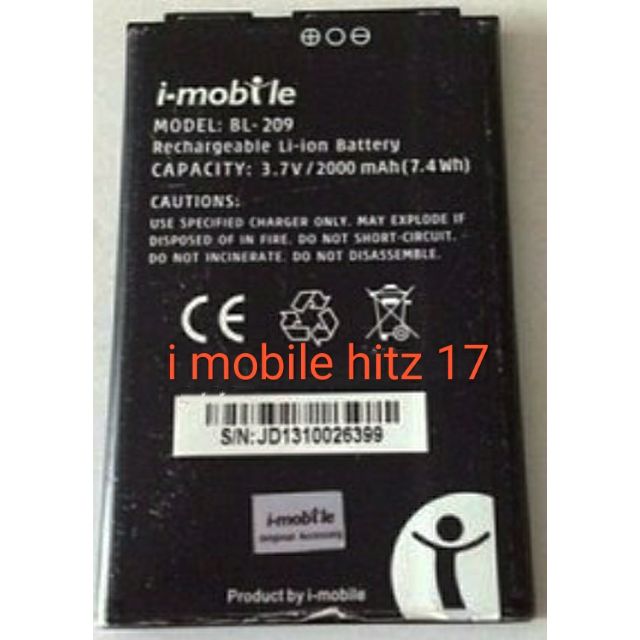 ⊕○⊖
i-mobile
MODEL: BL-209
Rechargeable Li-ion Battery
CAPACITY: 3.7V/2000 mAh(7.4Wh)
CAUTIONS:
USE SPECIFIED CHARGER ONLY. MAY EXPLODE IF
DISPOSED OF IN FIRE. DO NOT SHORT-CIRCUIT.
DO NOT INCINERATE. DO NOT DISASSEMBLE.
CE
i mobile hitz 17
S/N: JD1310026399
i-mobile
Original Accessory
Product by i-mobile